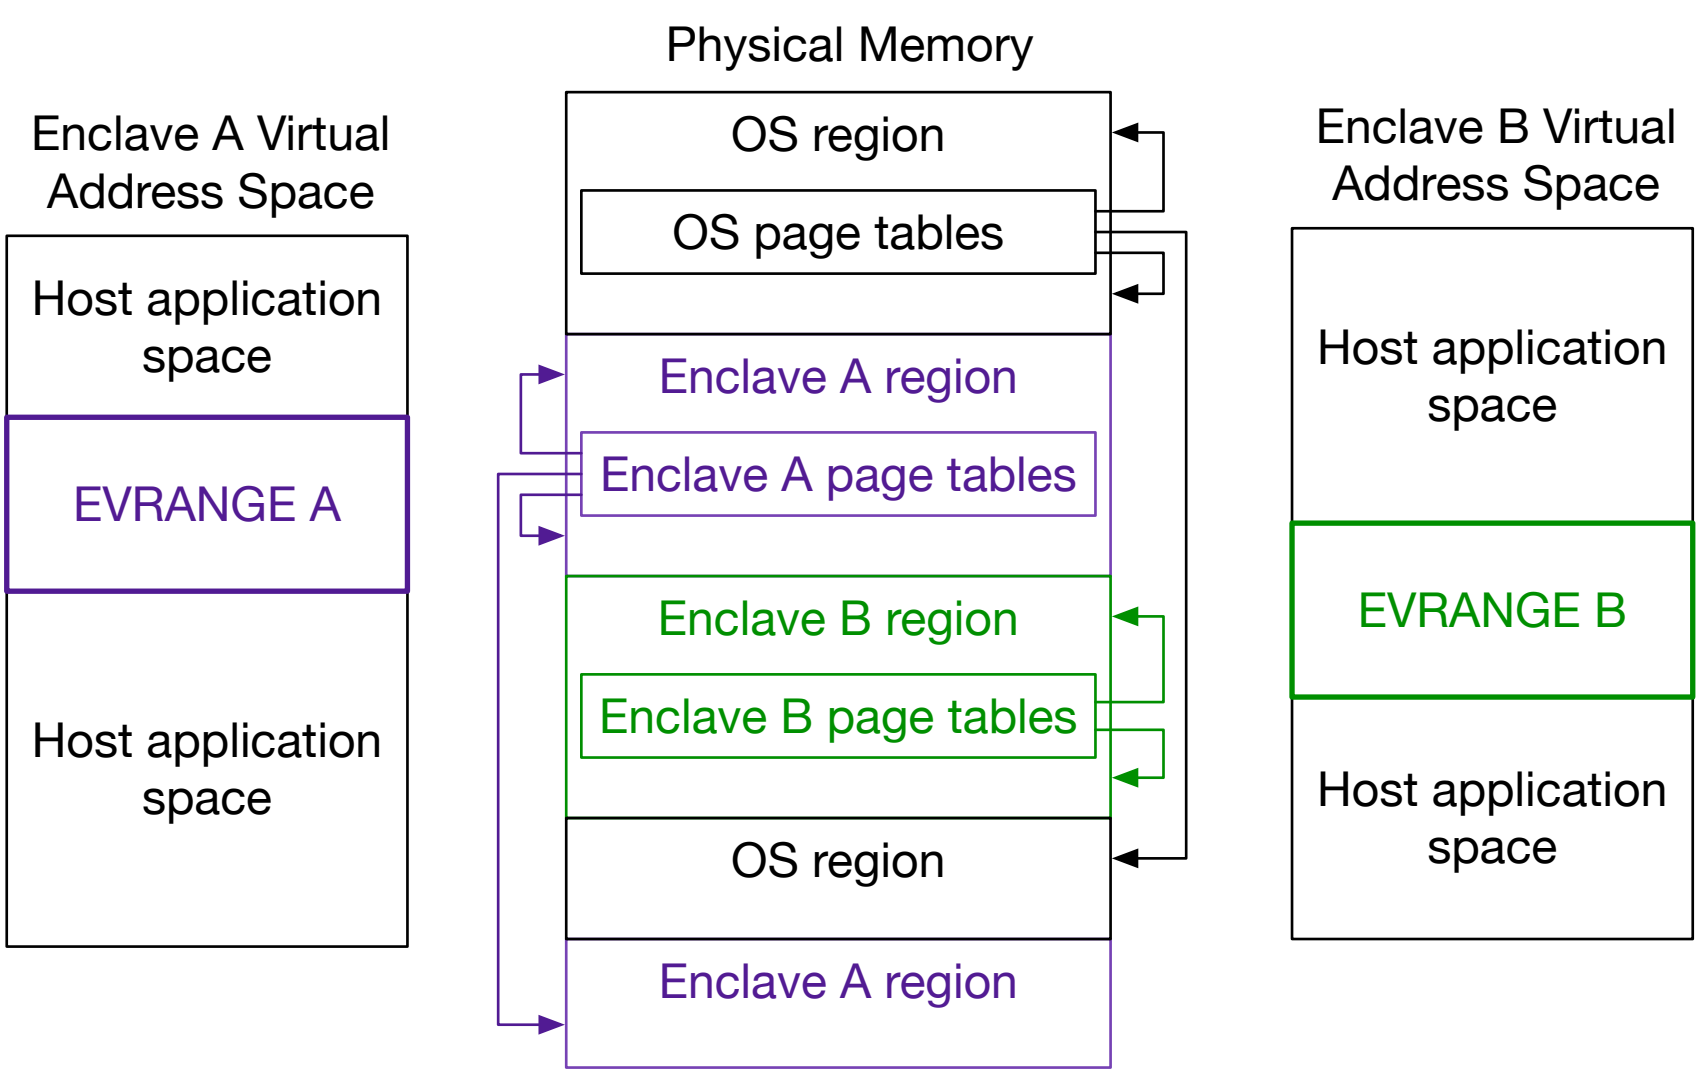 Physical Memory
Enclave A Virtual
Address Space
Host application
space
EVRANGE A
Host application
space
OS region
OS page tables
Enclave A region
Enclave A page tables
Enclave B region
Enclave B page tables
OS region
Enclave A region
Enclave B Virtual
Address Space
Host application
space
EVRANGE B
Host application
space